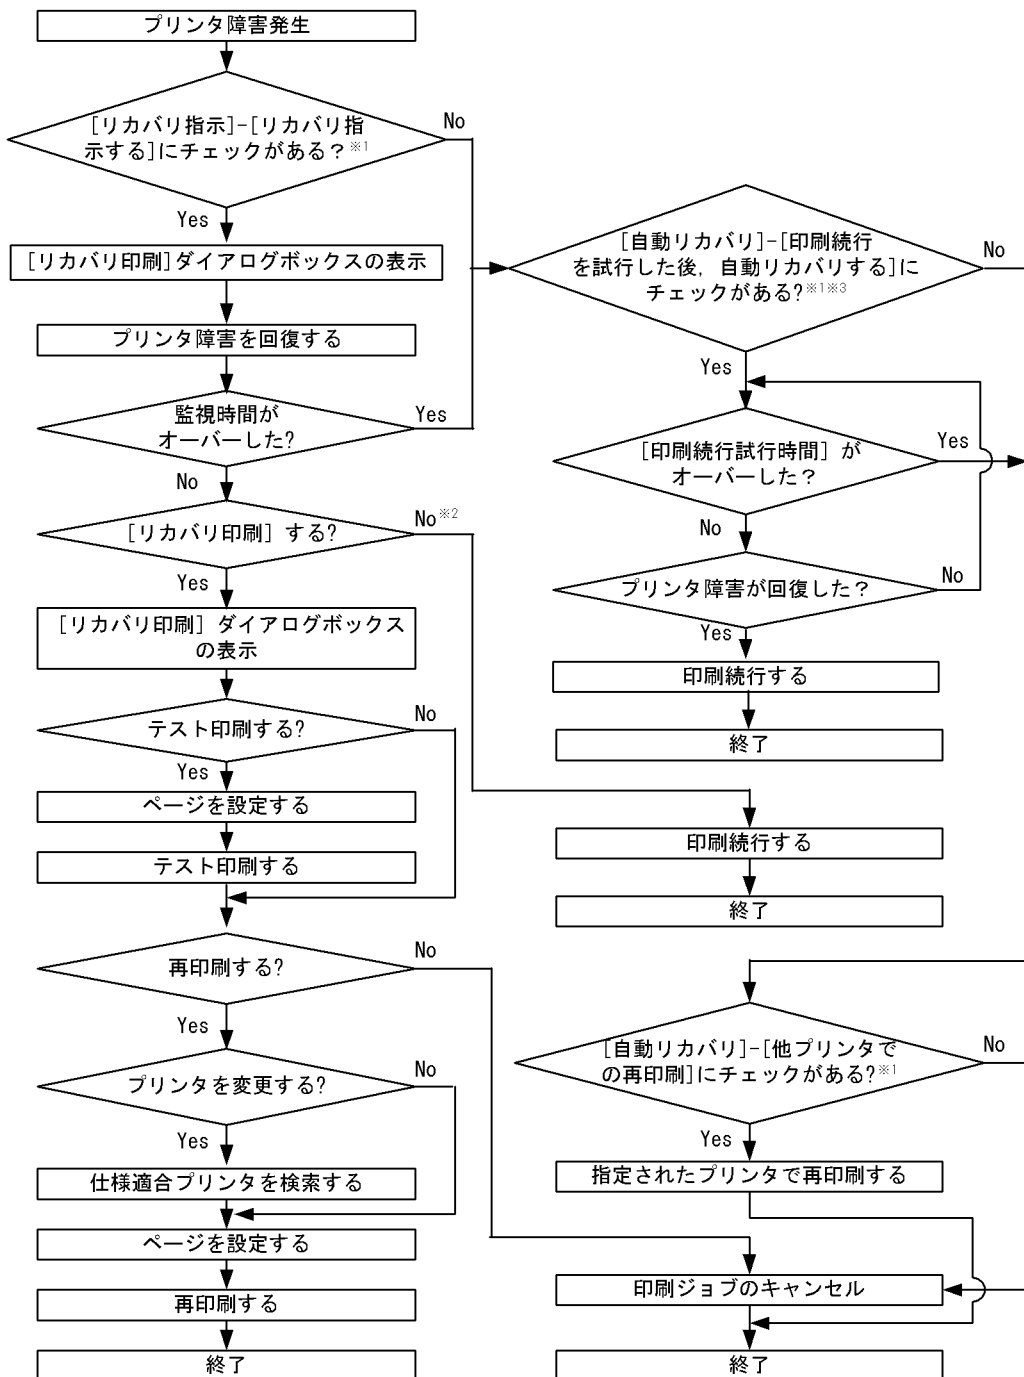 プリンタ障害発生
[リカバリ指示]-[リカバリ指
示する]にチェックがある？※1
No
Yes
[リカバリ印刷]ダイアログボックスの表示
プリンタ障害を回復する
監視時間が
オーバーした?
Yes
No
[リカバリ印刷] する?
No※2
Yes
[リカバリ印刷] ダイアログボックス
の表示
テスト印刷する?
No
Yes
ページを設定する
テスト印刷する
再印刷する?
No
Yes
プリンタを変更する?
No
Yes
仕様適合プリンタを検索する
ページを設定する
再印刷する
終了
[自動リカバリ]-[印刷続行
を試行した後，自動リカバリする]に
チェックがある?※1※3
No
Yes
[印刷続行試行時間] が
オーバーした？
Yes
No
プリンタ障害が回復した？
No
Yes
印刷続行する
終了
印刷続行する
終了
[自動リカバリ]-[他プリンタで
の再印刷]にチェックがある?※1
No
Yes
指定されたプリンタで再印刷する
印刷ジョブのキャンセル
終了